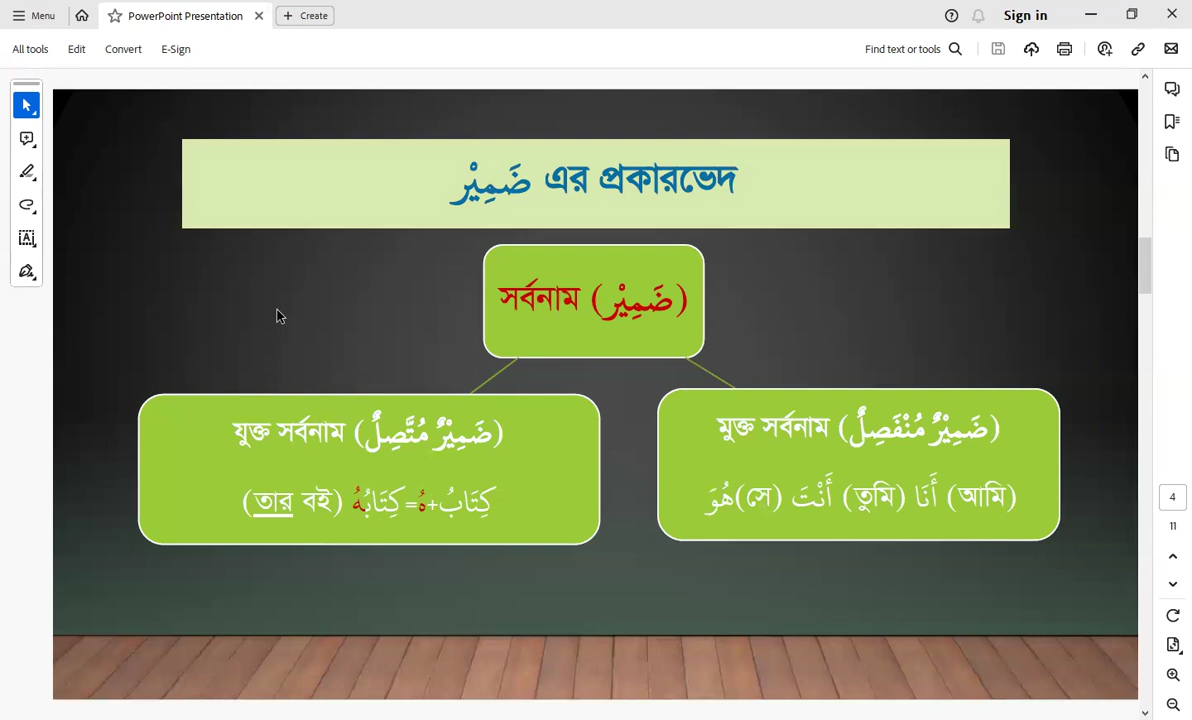 Menu
PowerPoint Presentation
Create
Sign in
All tools
Edit
Convert
E-Sign
Find text or tools
ضَمِيْر এর প্রকারভেদ
সর্বনাম (ضَمِيْر)
যুক্ত সর্বনাম (ضَمِيْرٌ مُتَّصِلٌ)
(তার বই) كِتَابُ+هُ=كِتَابُهُ
মুক্ত সর্বনাম (ضَمِيْرٌ مُنْفَصِلٌ)
هُوَ(সে) أَنْتَ (তুমি) أَنَا (আমি)
4
11